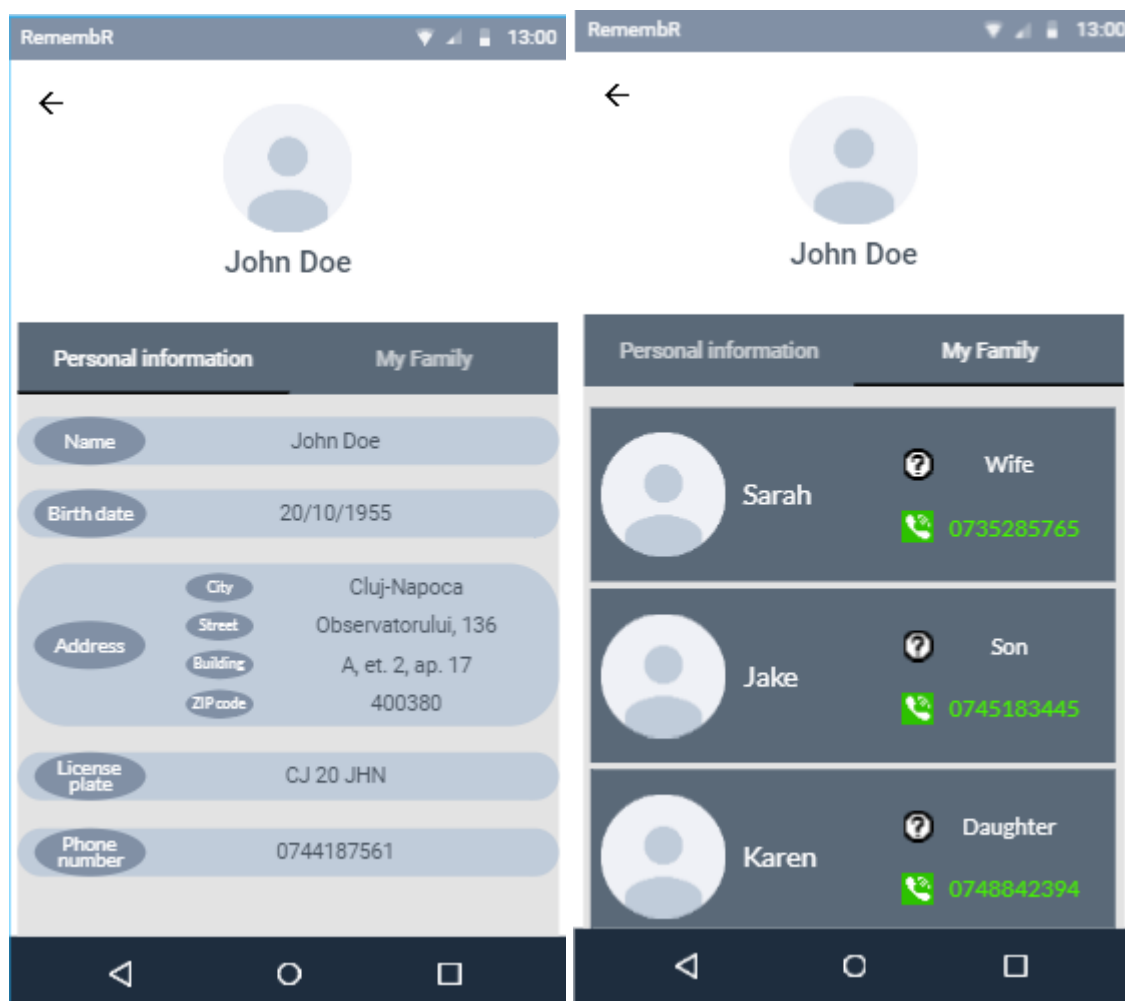 RemembR 13:00
John Doe
Personal information My Family
Name John Doe
Birth date 20/10/1955
Address
City Cluj-Napoca
Street Observatorului, 136
Building A, et. 2, ap. 17
ZIP code 400380
License plate CJ 20 JHN
Phone number 0744187561
RemembR 13:00
John Doe
Personal information My Family
Sarah
? Wife
0735285765
Jake
? Son
0745183445
Karen
? Daughter
0748842394